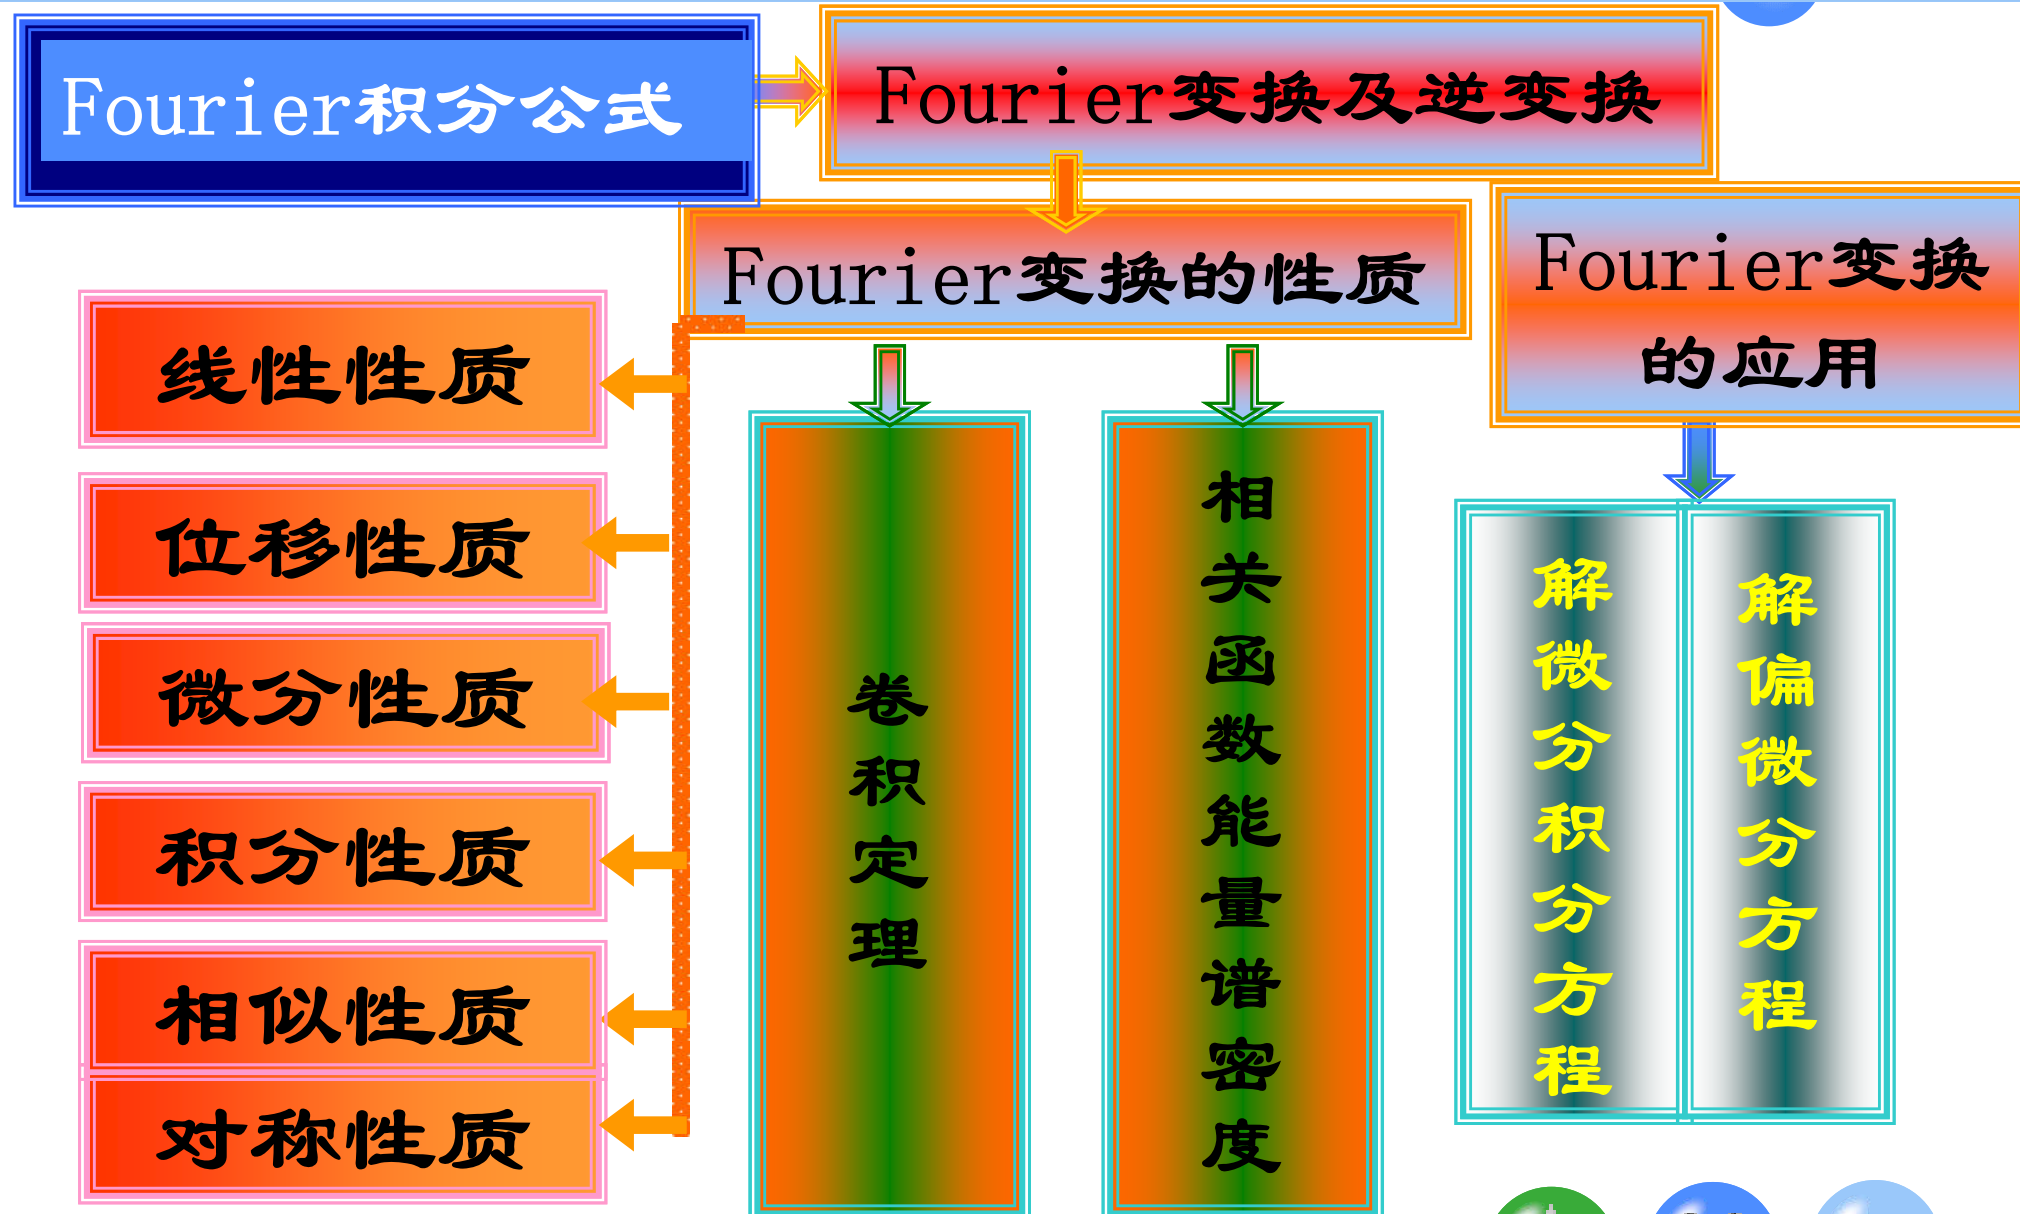 Fourier积分公式
Fourier变换及逆变换
Fourier变换的性质
Fourier变换
的应用
线性性质
位移性质
微分性质
积分性质
相似性质
对称性质
卷积定理
相关函数能量谱密度
解微分积分方程
解偏微分方程